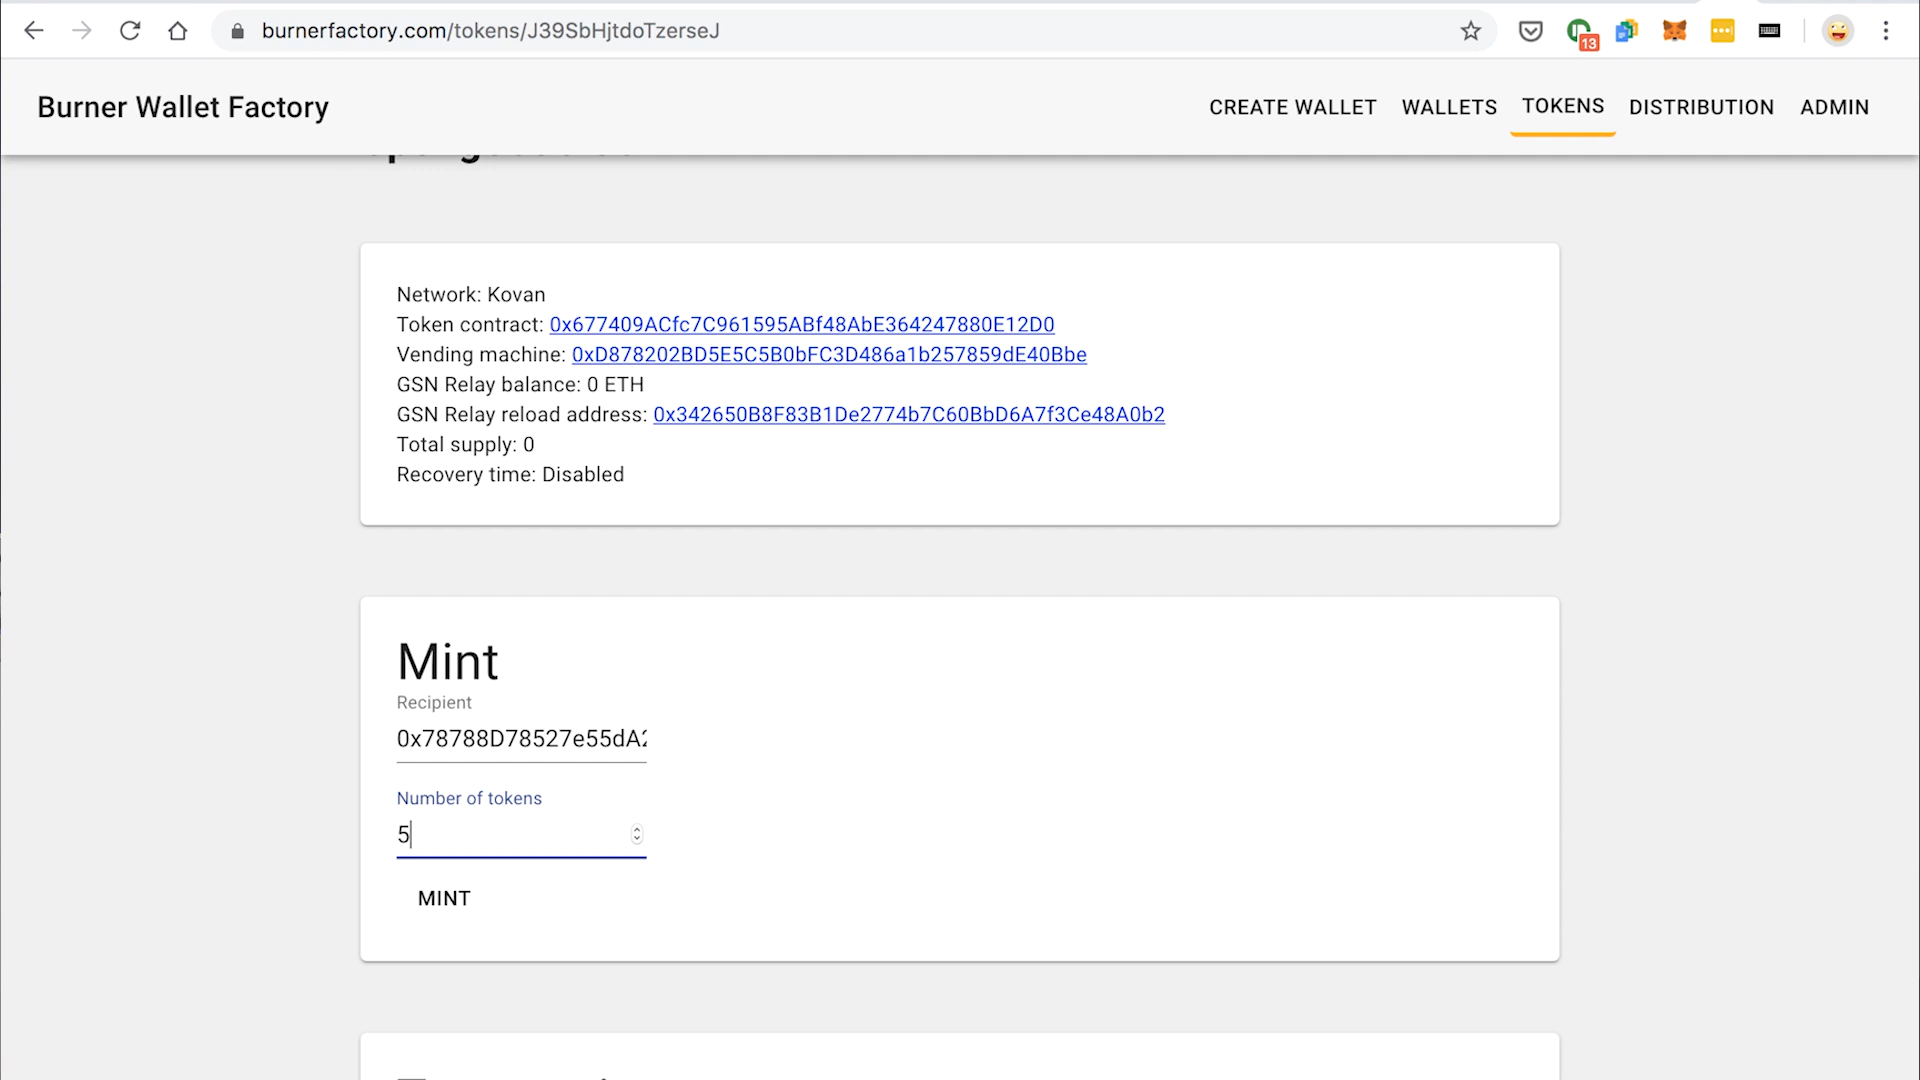 burnerfactory.com/tokens/J39SbHjtdoTzerseJ
13
Burner Wallet Factory
CREATE WALLET
WALLETS
TOKENS
DISTRIBUTION
ADMIN
Network: Kovan
Token contract: 0x677409ACfc7C961595ABf48AbE364247880E12D0
Vending machine: 0xD878202BD5E5C5B0bFC3D486a1b257859dE40Bbe
GSN Relay balance: 0 ETH
GSN Relay reload address: 0x342650B8F83B1De2774b7C60BbD6A7f3Ce48A0b2
Total supply: 0
Recovery time: Disabled
Mint
Recipient
0x78788D78527e55dA2
Number of tokens
5
MINT